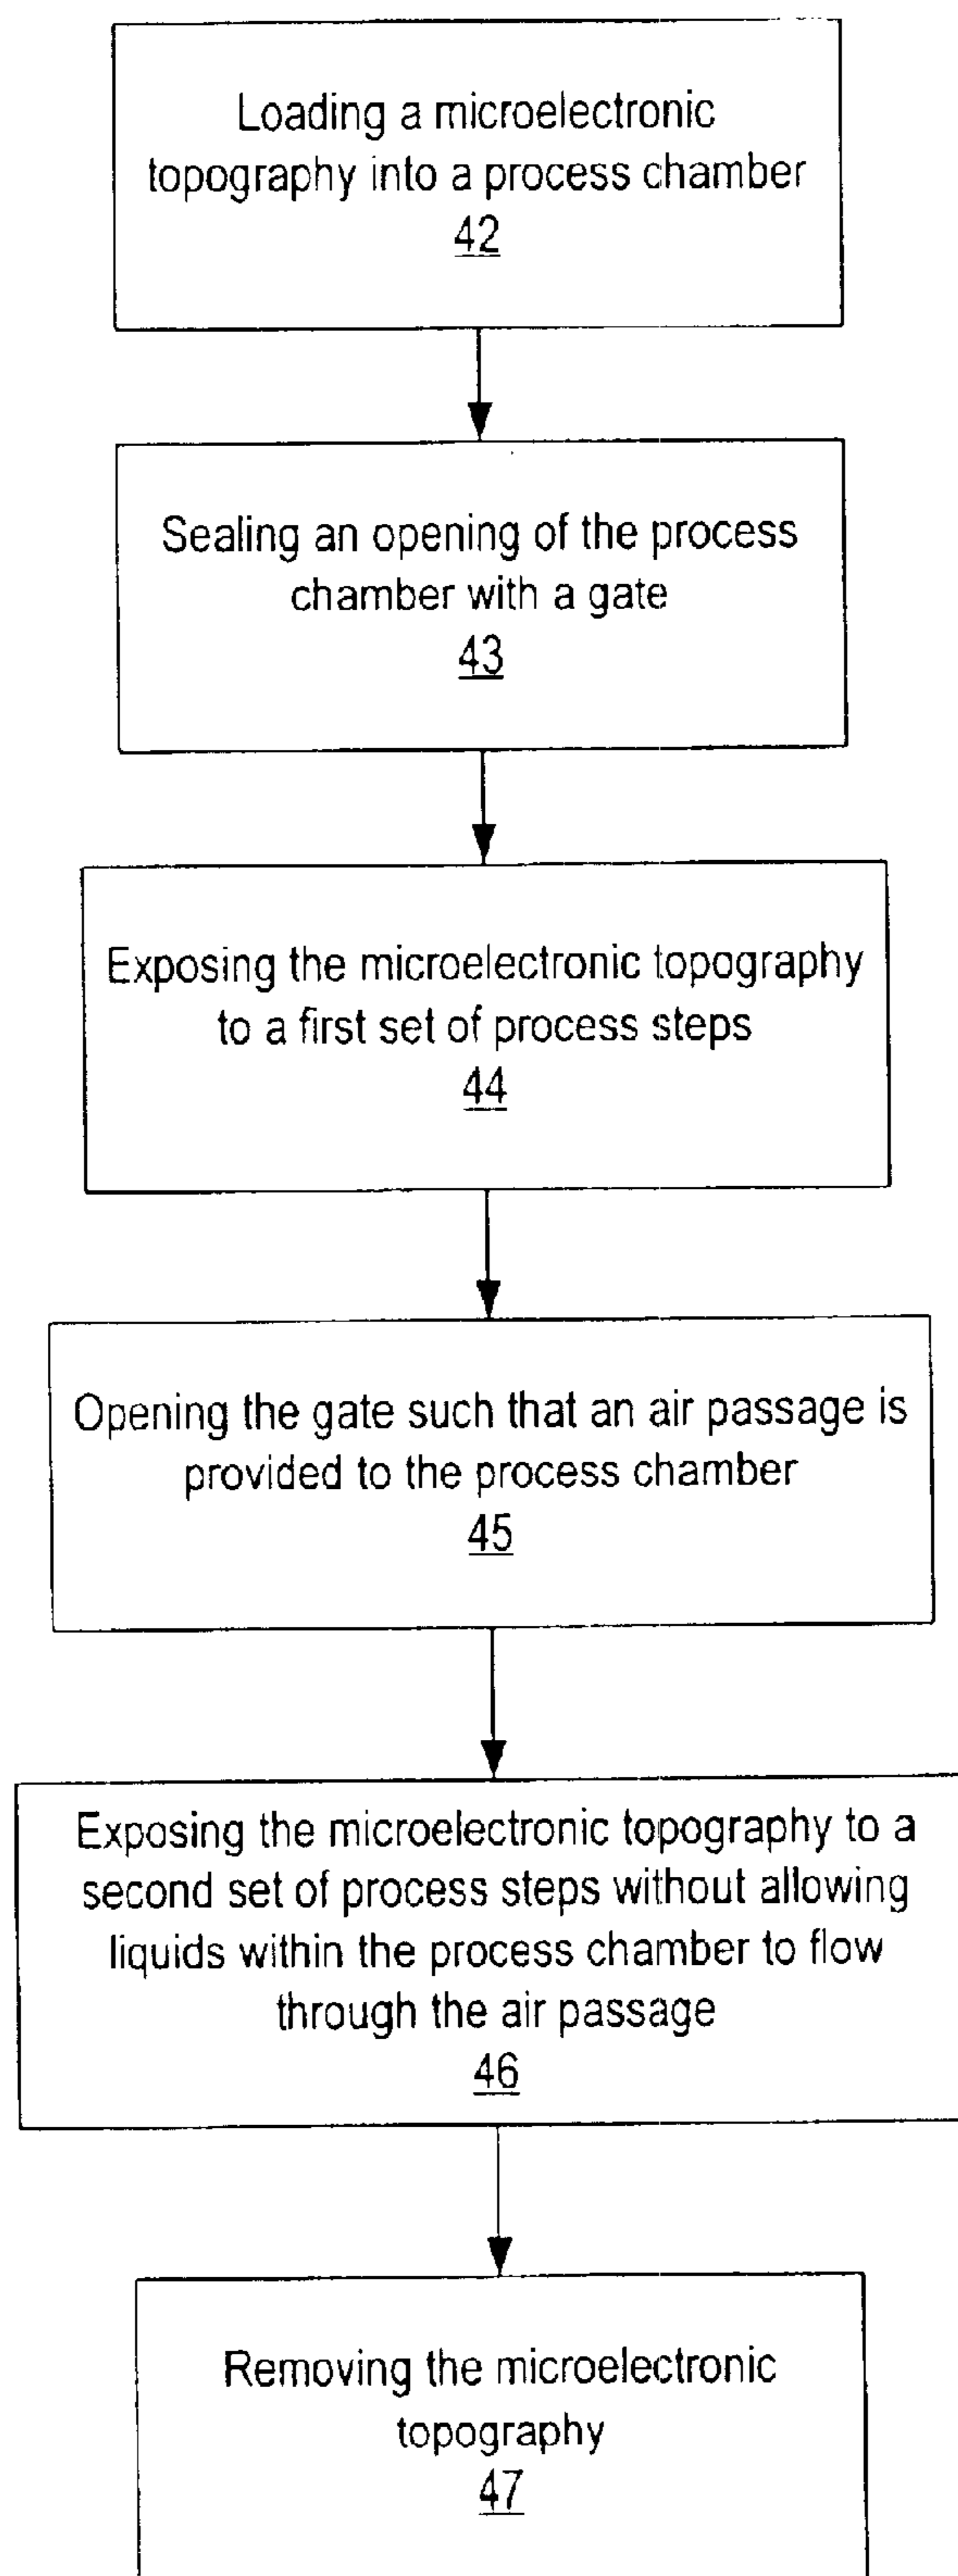 Loading a microelectronic
topography into a process chamber
42
Sealing an opening of the process
chamber with a gate
43
Exposing the microelectronic topography
to a first set of process steps
44
Opening the gate such that an air passage is
provided to the process chamber
45
Exposing the microelectronic topography to a
second set of process steps without allowing
liquids within the process chamber to flow
through the air passage
46
Removing the microelectronic
topography
47